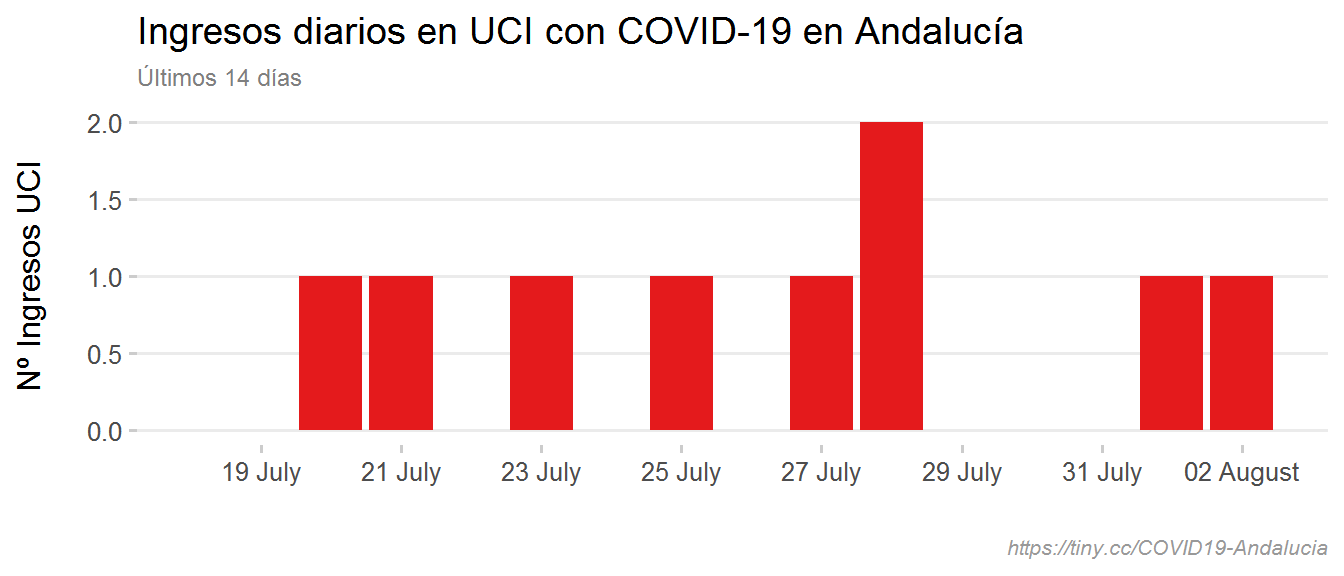 Ingresos diarios en UCI con COVID-19 en Andalucía
Últimos 14 días
Nº Ingresos UCI
2.0
1.5
1.0
0.5
0.0
19 July 21 July 23 July 25 July 27 July 29 July 31 July 02 August
https://tiny.cc/COVID19-Andalucia